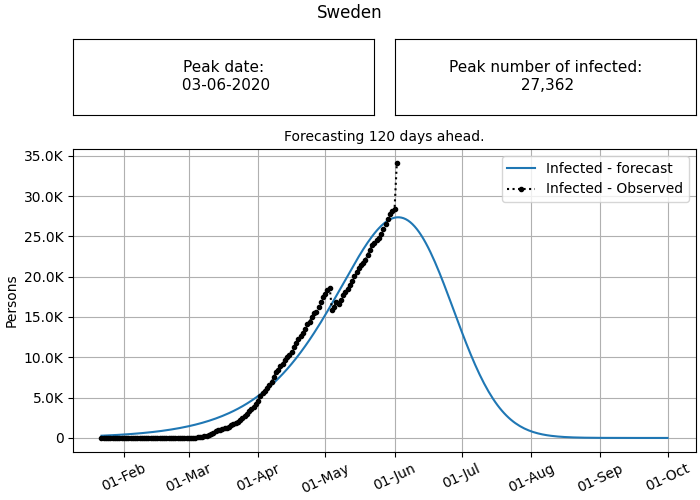 Sweden
Peak date:
03-06-2020
Peak number of infected:
27,362
Forecasting 120 days ahead.
35.0K
30.0K
25.0K
20.0K
15.0K
10.0K
5.0K
0
Persons
Infected - forecast
Infected - Observed
01-Feb
01-Mar
01-Apr
01-May
01-Jun
01-Jul
01-Aug
01-Sep
01-Oct